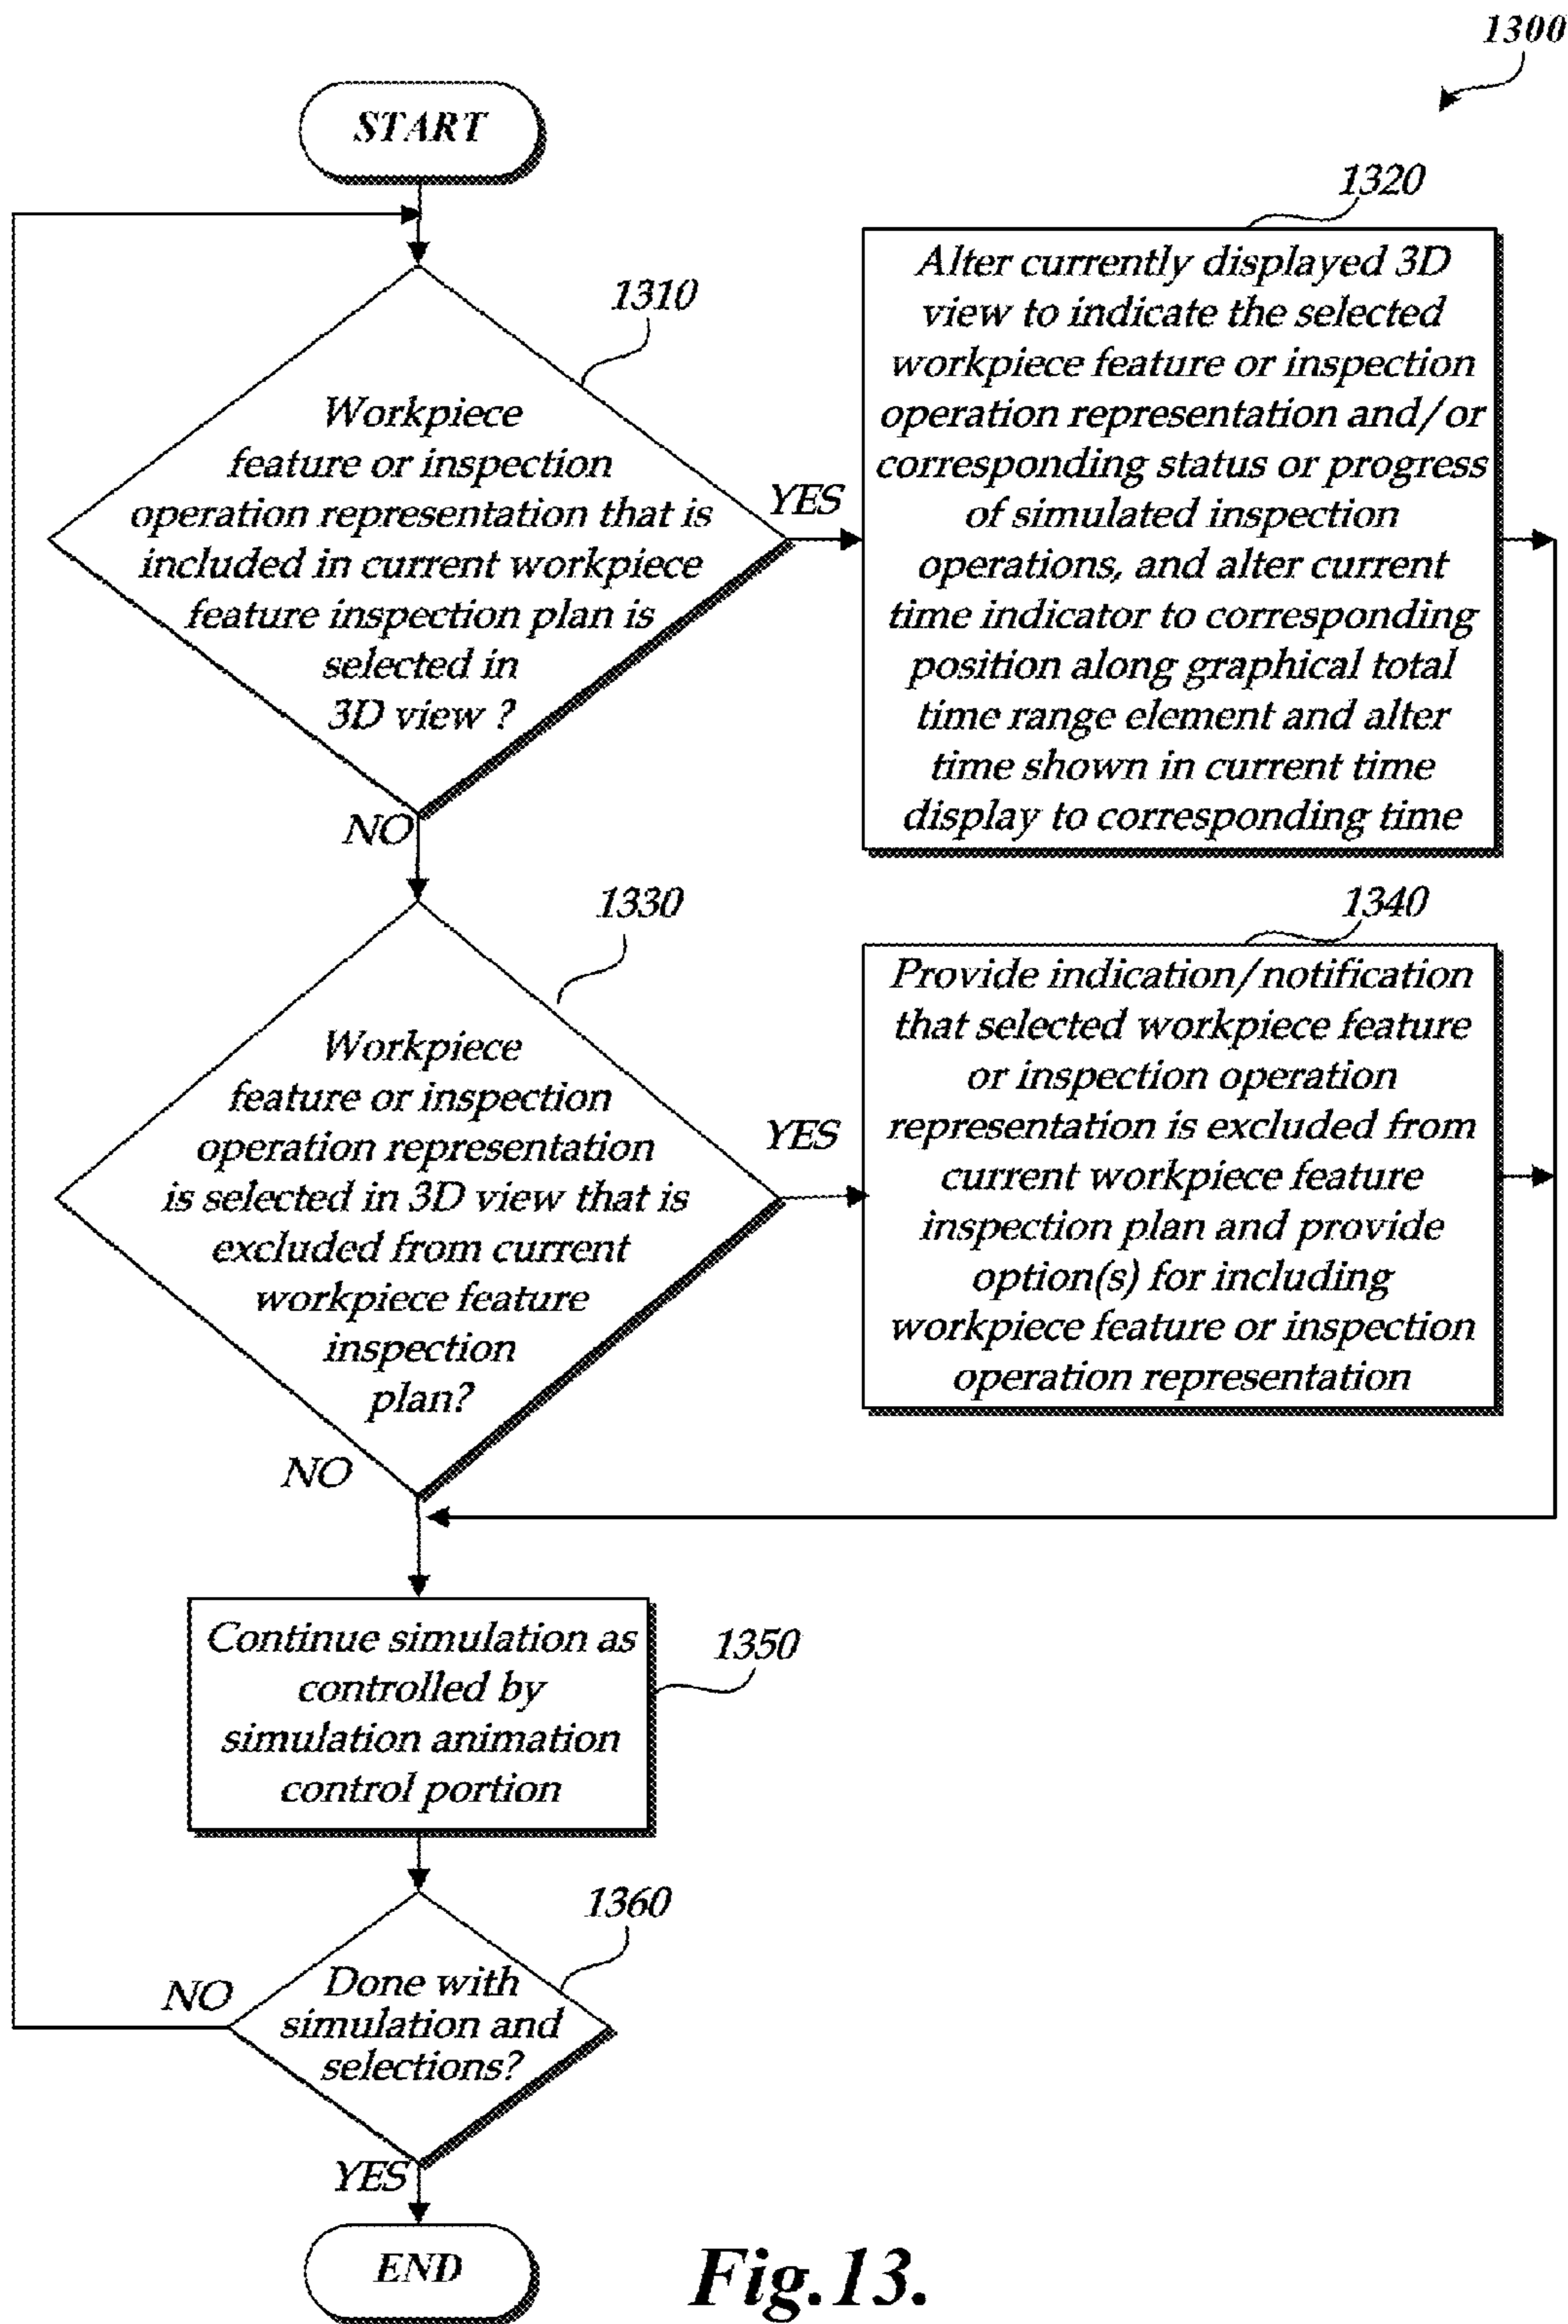 1300
START
1310
Workpiece
feature or inspection
operation representation that is
included in current workpiece
feature inspection plan is
selected in
3D view ?
YES
NO
1320
Alter currently displayed 3D
view to indicate the selected
workpiece feature or inspection
operation representation and/or
corresponding status or progress
of simulated inspection
operations, and alter current
time indicator to corresponding
position along graphical total
time range element and alter
time shown in current time
display to corresponding time
1330
Workpiece
feature or inspection
operation representation
is selected in 3D view that is
excluded from current
workpiece feature
inspection
plan?
YES
NO
1340
Provide indication/notification
that selected workpiece feature
or inspection operation
representation is excluded from
current workpiece feature
inspection plan and provide
option(s) for including
workpiece feature or inspection
operation representation
Continue simulation as
controlled by
simulation animation
control portion
1350
1360
Done with
simulation and
selections?
NO
YES
END
Fig.13.